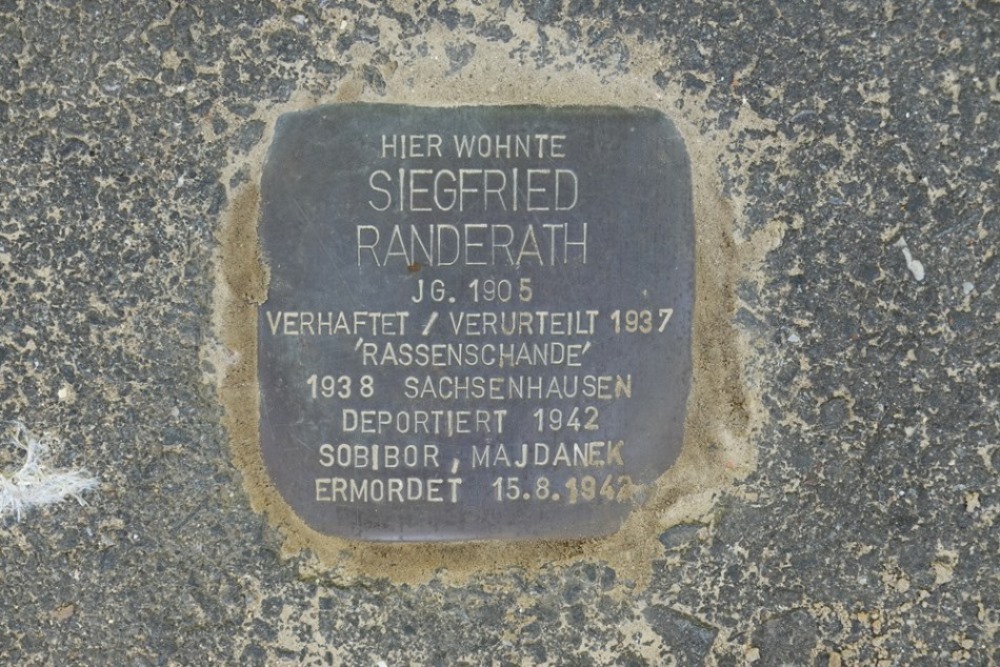 HIER WOHNTE
SIEGFRIED
RANDERATH
JG. 1905
VERHAFTET / VERURTEILT 1937
'RASSENSCHANDE'
1938 SACHSENHAUSEN
DEPORTIERT 1942
SOBIBOR, MAJDANEK
ERMORDET 15.8.1942